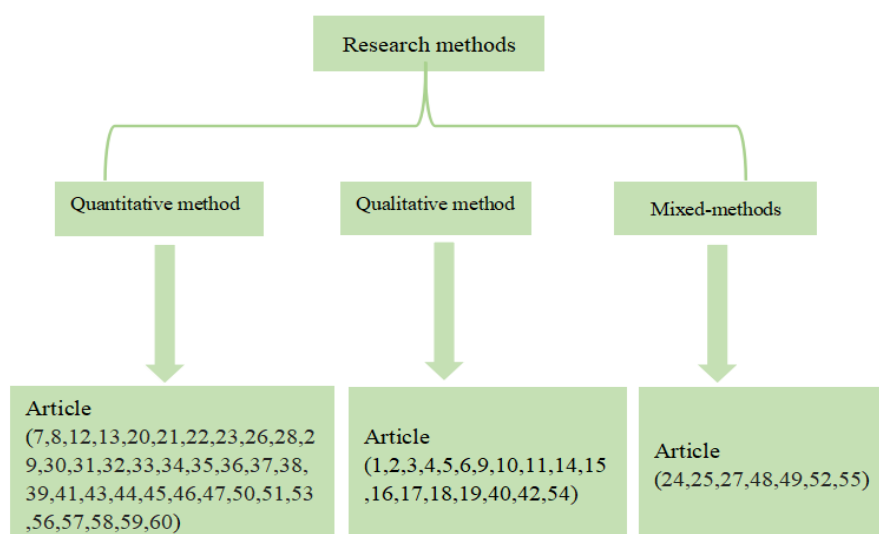 Research methods
Quantitative method
Qualitative method
Mixed-methods
Article
(7,8,12,13,20,21,22,23,26,28,2
9,30,31,32,33,34,35,36,37,38,
39,41,43,44,45,46,47,50,51,53
,56,57,58,59,60)
Article
(1,2,3,4,5,6,9,10,11,14,15
,16,17,18,19,40,42,54)
Article
(24,25,27,48,49,52,55)